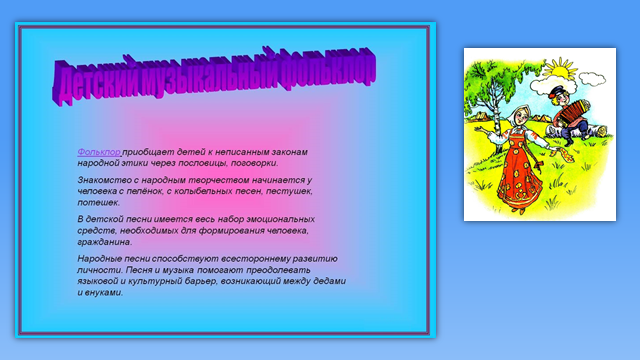 Детский музыкальный фольклор
Фольклор приобщает детей к неписанным законам
народной этики через пословицы, поговорки.
Знакомство с народным творчеством начинается у
человека с пелёнок, с колыбельных песен, пестушек,
потешек.
В детской песни имеется весь набор эмоциональных
средств, необходимых для формирования человека,
гражданина.
Народные песни способствуют всестороннему развитию
личности. Песня и музыка помогают преодолевать
языковой и культурный барьер, возникающий между дедами
и внуками.